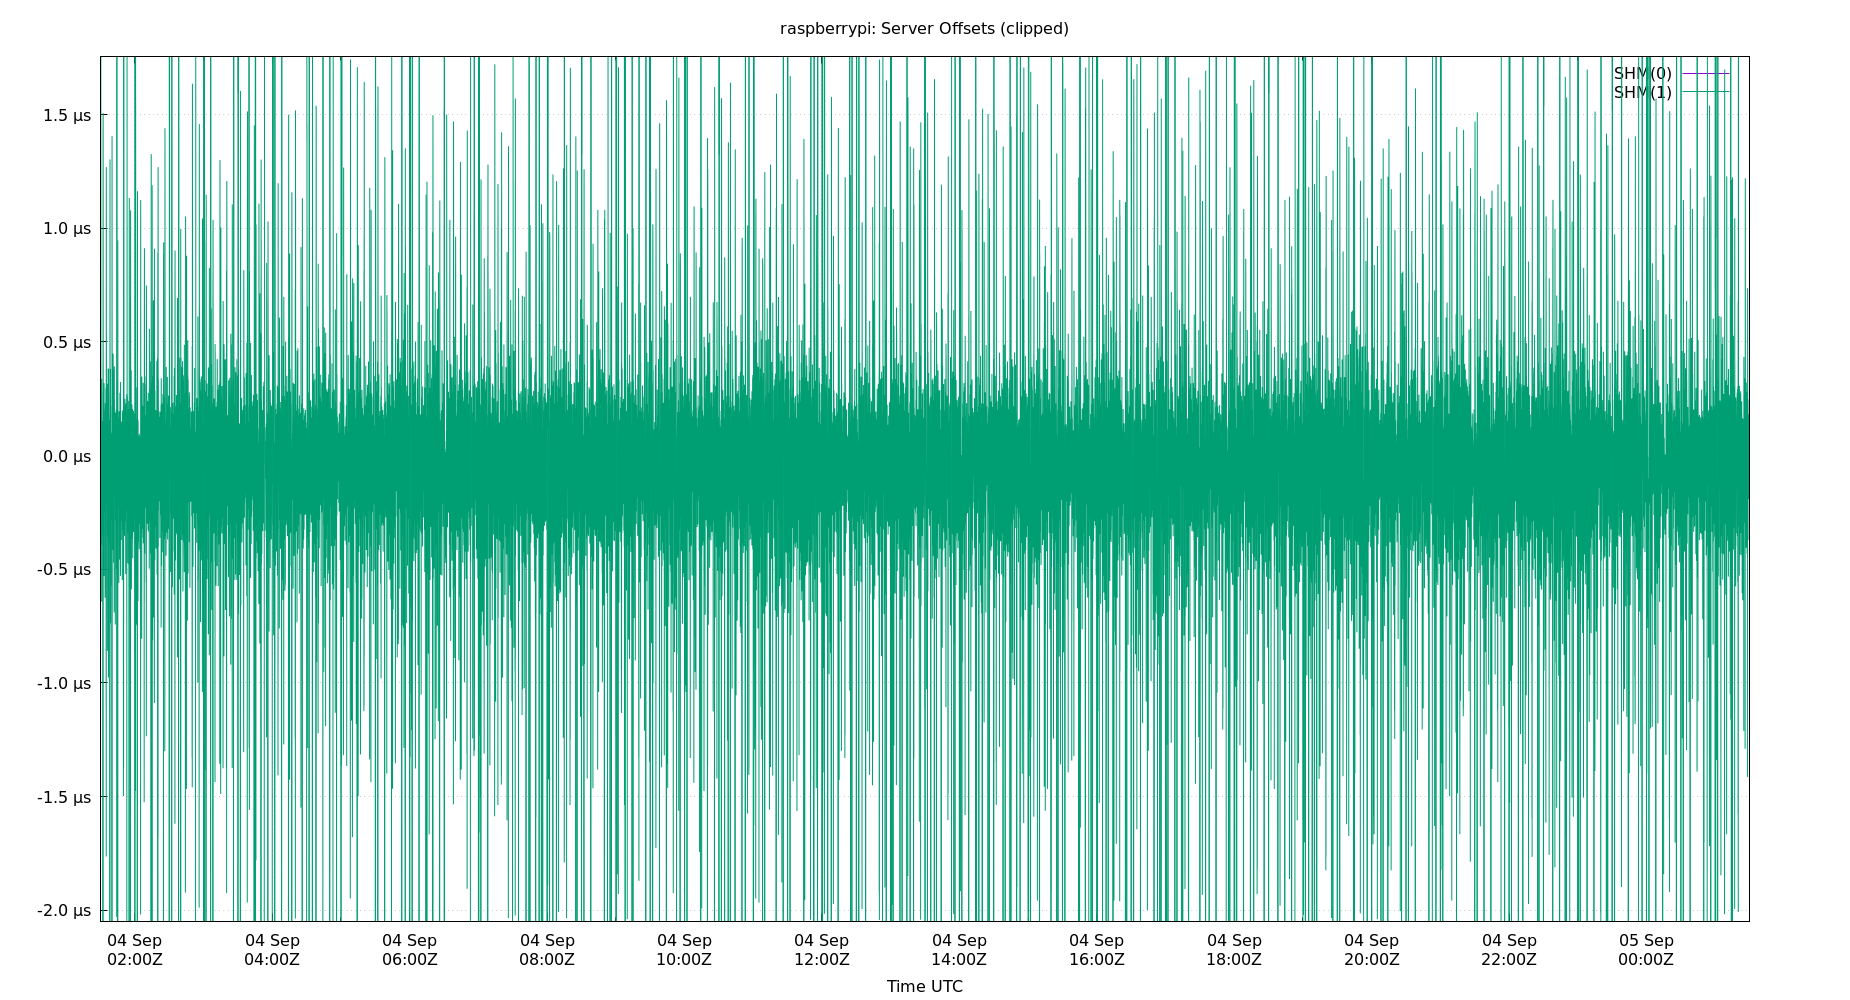 raspberrypi: Server Offsets (clipped)
SHM(0)
SHM(1)
1.5 µs
1.0 µs
0.5 µs
0.0 µs
-0.5 µs
-1.0 µs
-1.5 µs
-2.0 µs
04 Sep 04 Sep 04 Sep 04 Sep 04 Sep 04 Sep 04 Sep 04 Sep 04 Sep 04 Sep 04 Sep 05 Sep
02:00Z 04:00Z 06:00Z 08:00Z 10:00Z 12:00Z 14:00Z 16:00Z 18:00Z 20:00Z 22:00Z 00:00Z
Time UTC